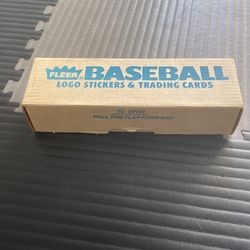 FLEER BASEBALL
LOGO STICKERS & TRADING CARDS
TO OPEN
PULL THIS FLAP FORWARD